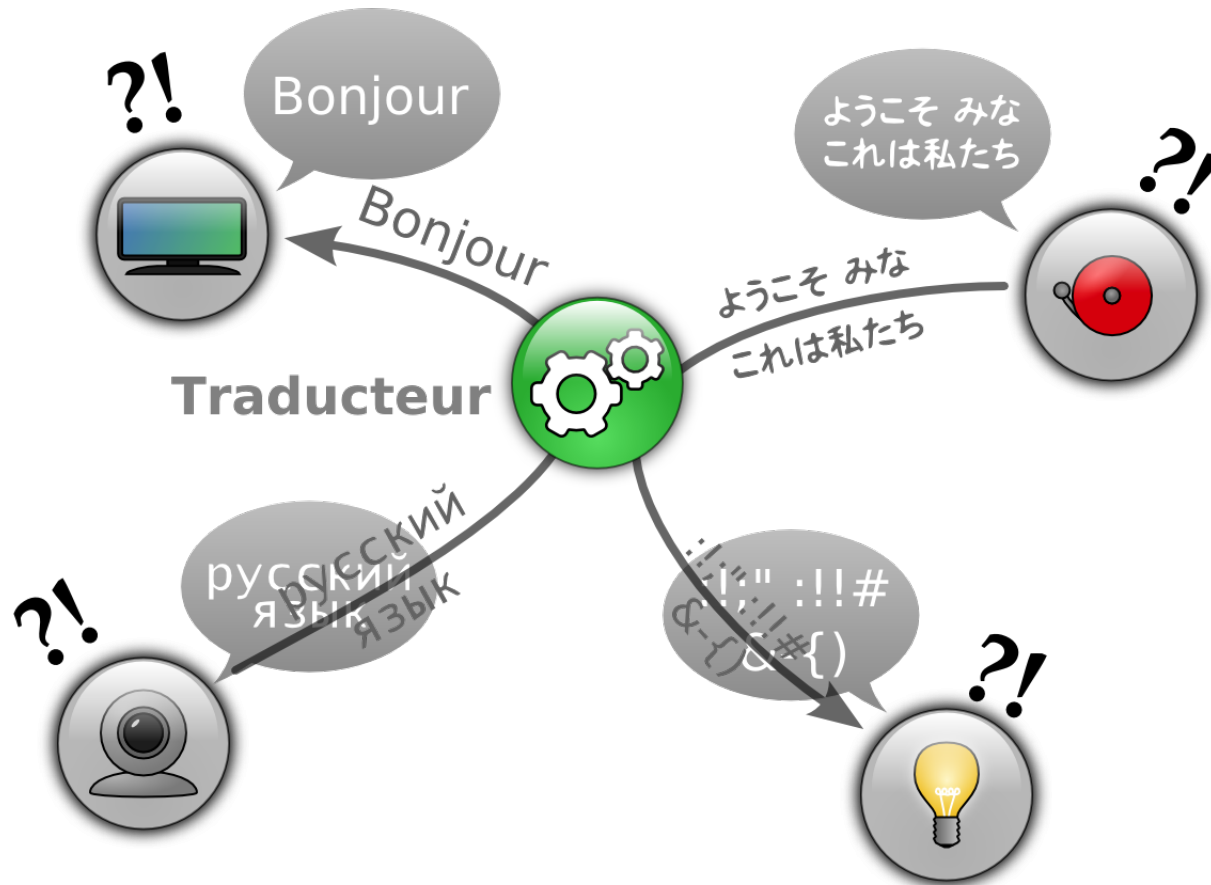 ?!
Bonjour
ようこそ みな
これは私たち
?!
Bonjour
ようこそ みな
これは私たち
Traducteur
?!
русский
язык
русский
язык
:!;" :!!#
&-{)
:!;" :!!#
&-{)
?!